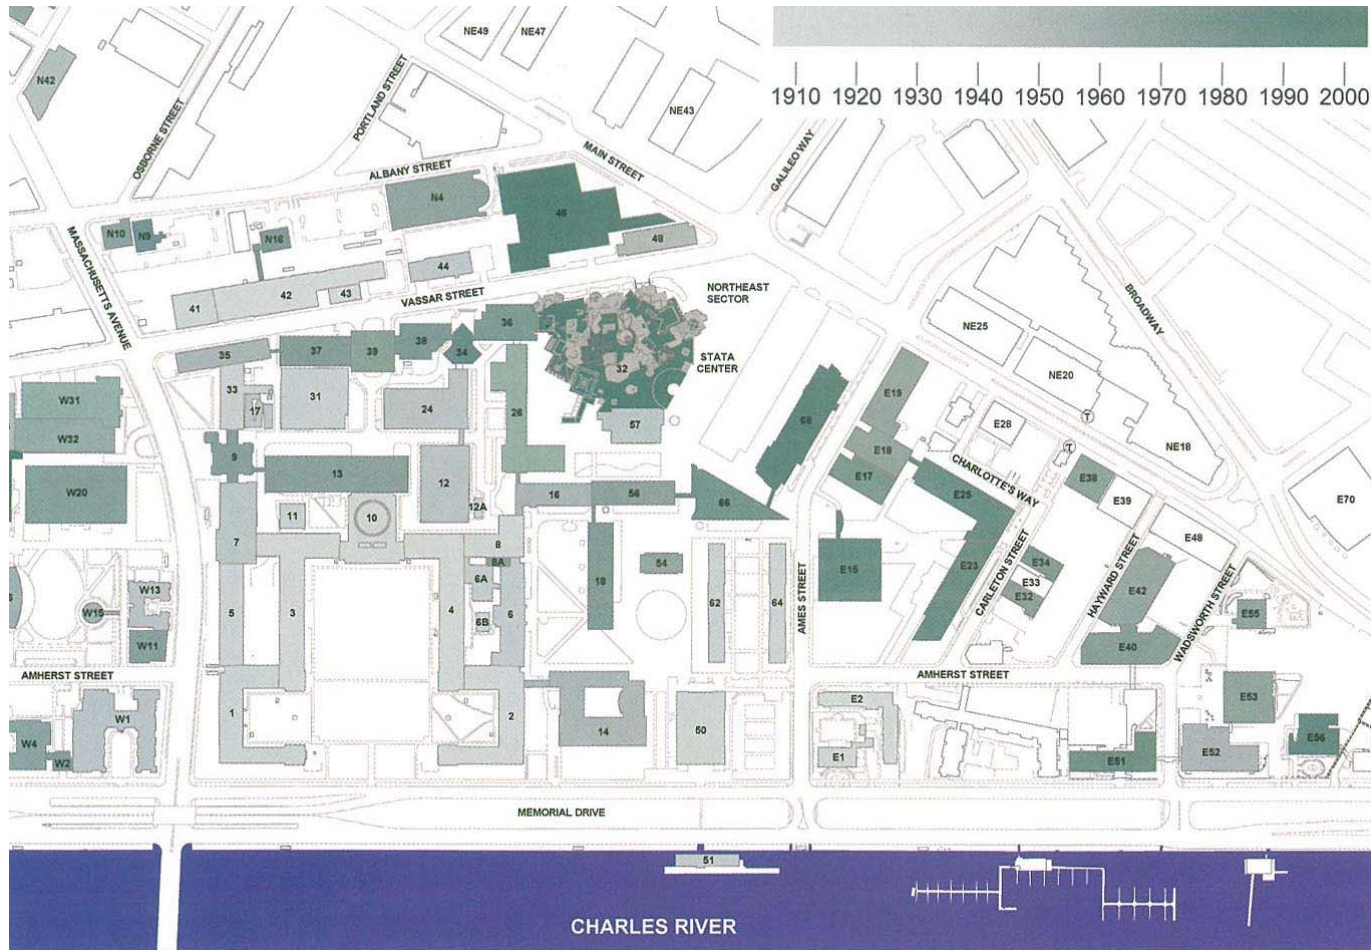 1910 1920 1930 1940 1950 1960 1970 1980 1990 2000
NE49
NE47
NE43
N42
OSBORNE STREET
PORTLAND STREET
ALBANY STREET
MAIN STREET
GALILEO WAY
MASSACHUSETTS AVENUE
BROADWAY
N4
46
48
N10
N9
N16
44
42
43
41
VASSAR STREET
NORTHEAST
SECTOR
STATA
CENTER
NE25
NE20
NE18
35
37
39
38
34
36
32
33
17
31
24
26
57
68
E19
E18
E17
E28
T
T
W31
W32
W20
9
13
12
12A
11
10
16
56
66
CHARLOTTE'S WAY
E25
E38
E39
E48
E70
7
8
8A
6A
6B
18
54
62
64
E15
E23
E34
E33
E32
E42
E40
E55
W13
W15
W11
5
3
4
6
AMES STREET
CARLETON STREET
HAYWARD STREET
WADSWORTH STREET
AMHERST STREET
AMHERST STREET
1
2
14
50
E2
E1
E51
E52
E53
E56
W1
W4
W2
MEMORIAL DRIVE
51
CHARLES RIVER